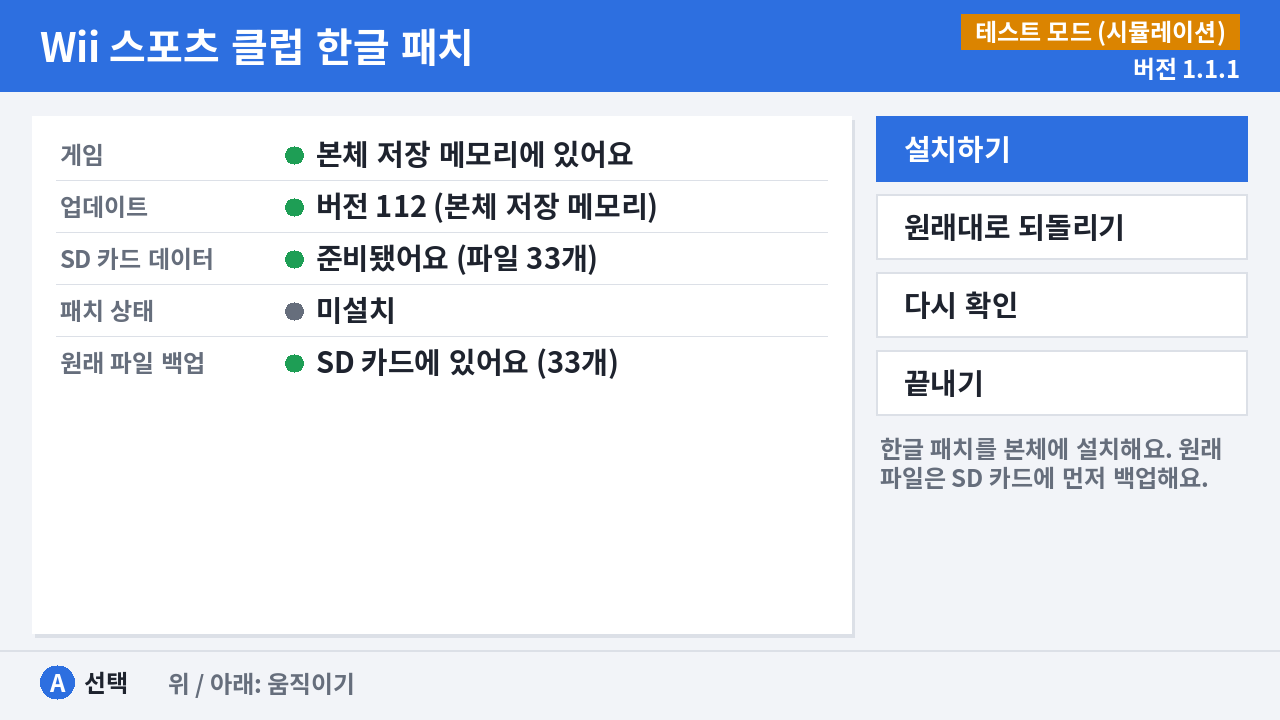 Wii 스포츠 클럽 한글 패치
테스트 모드 (시뮬레이션)
버전 1.1.1
게임
본체 저장 메모리에 있어요
업데이트
버전 112 (본체 저장 메모리)
SD 카드 데이터
준비됐어요 (파일 33개)
패치 상태
미설치
원래 파일 백업
SD 카드에 있어요 (33개)
설치하기
원래대로 되돌리기
다시 확인
끝내기
한글 패치를 본체에 설치해요. 원래
파일은 SD 카드에 먼저 백업해요.
A 선택
위 / 아래: 움직이기